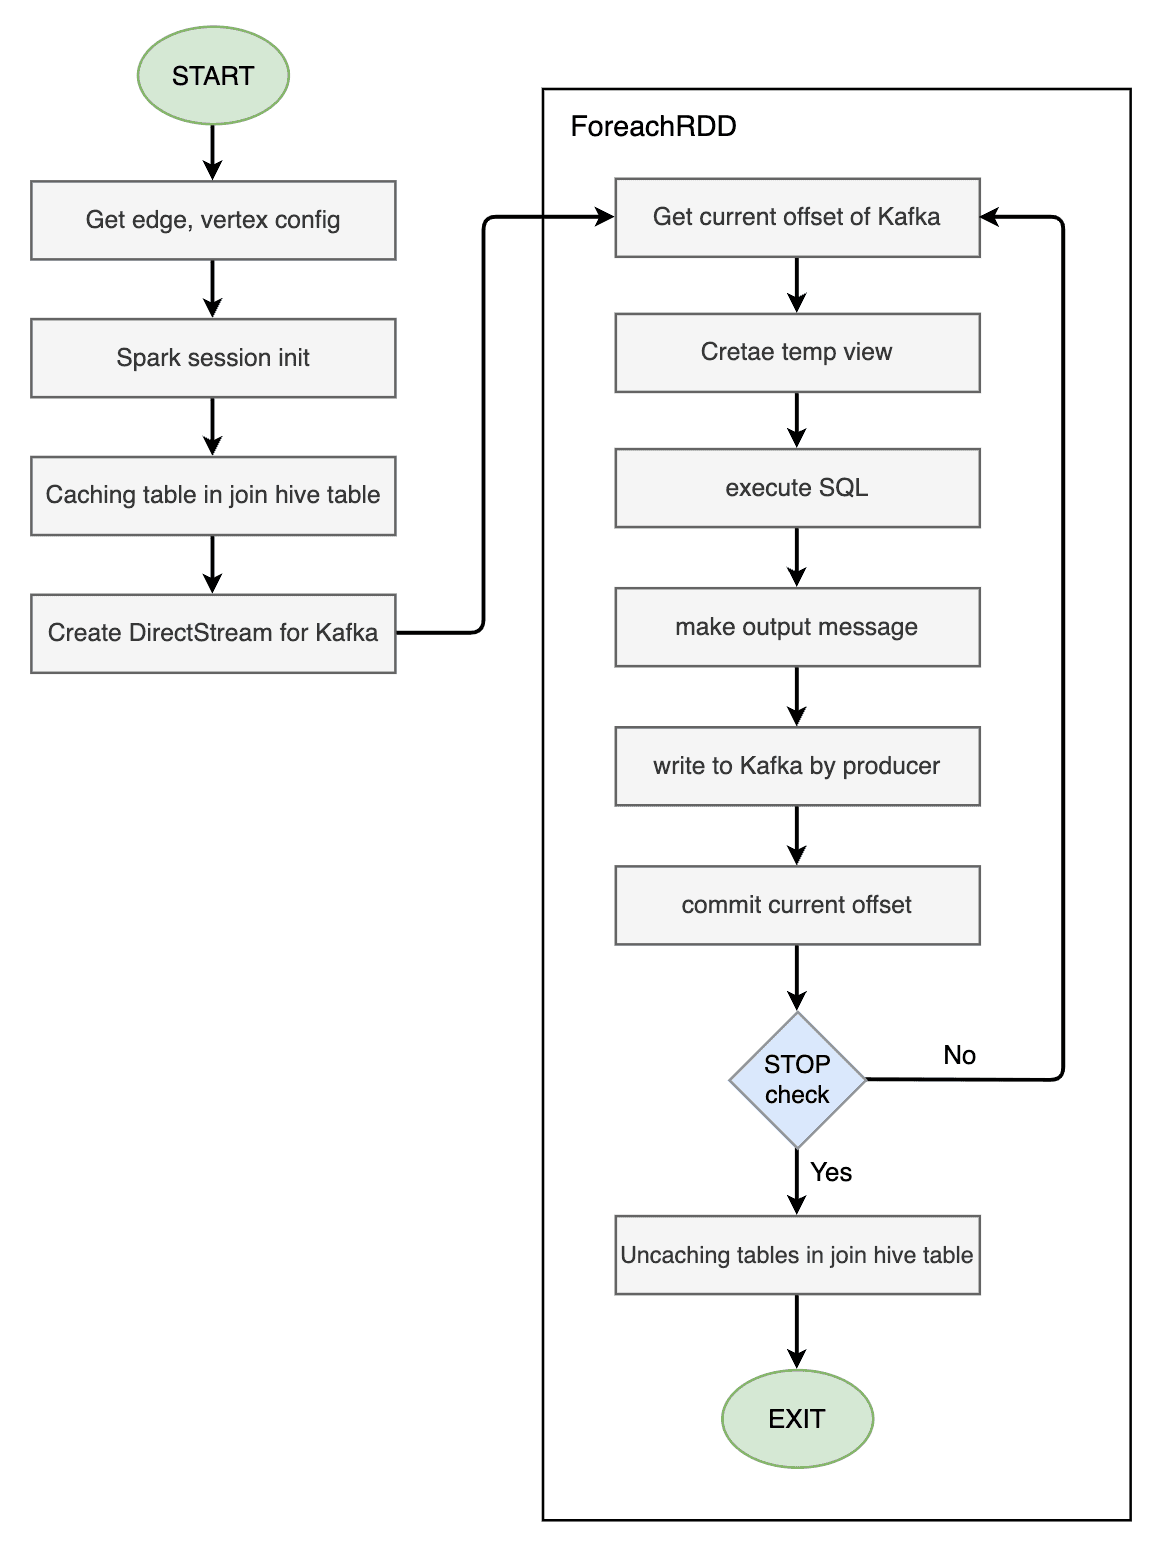 START
Get edge, vertex config
Spark session init
Caching table in join hive table
Create DirectStream for Kafka
ForeachRDD
Get current offset of Kafka
Cretae temp view
execute SQL
make output message
write to Kafka by producer
commit current offset
STOP
check
No
Yes
Uncaching tables in join hive table
EXIT